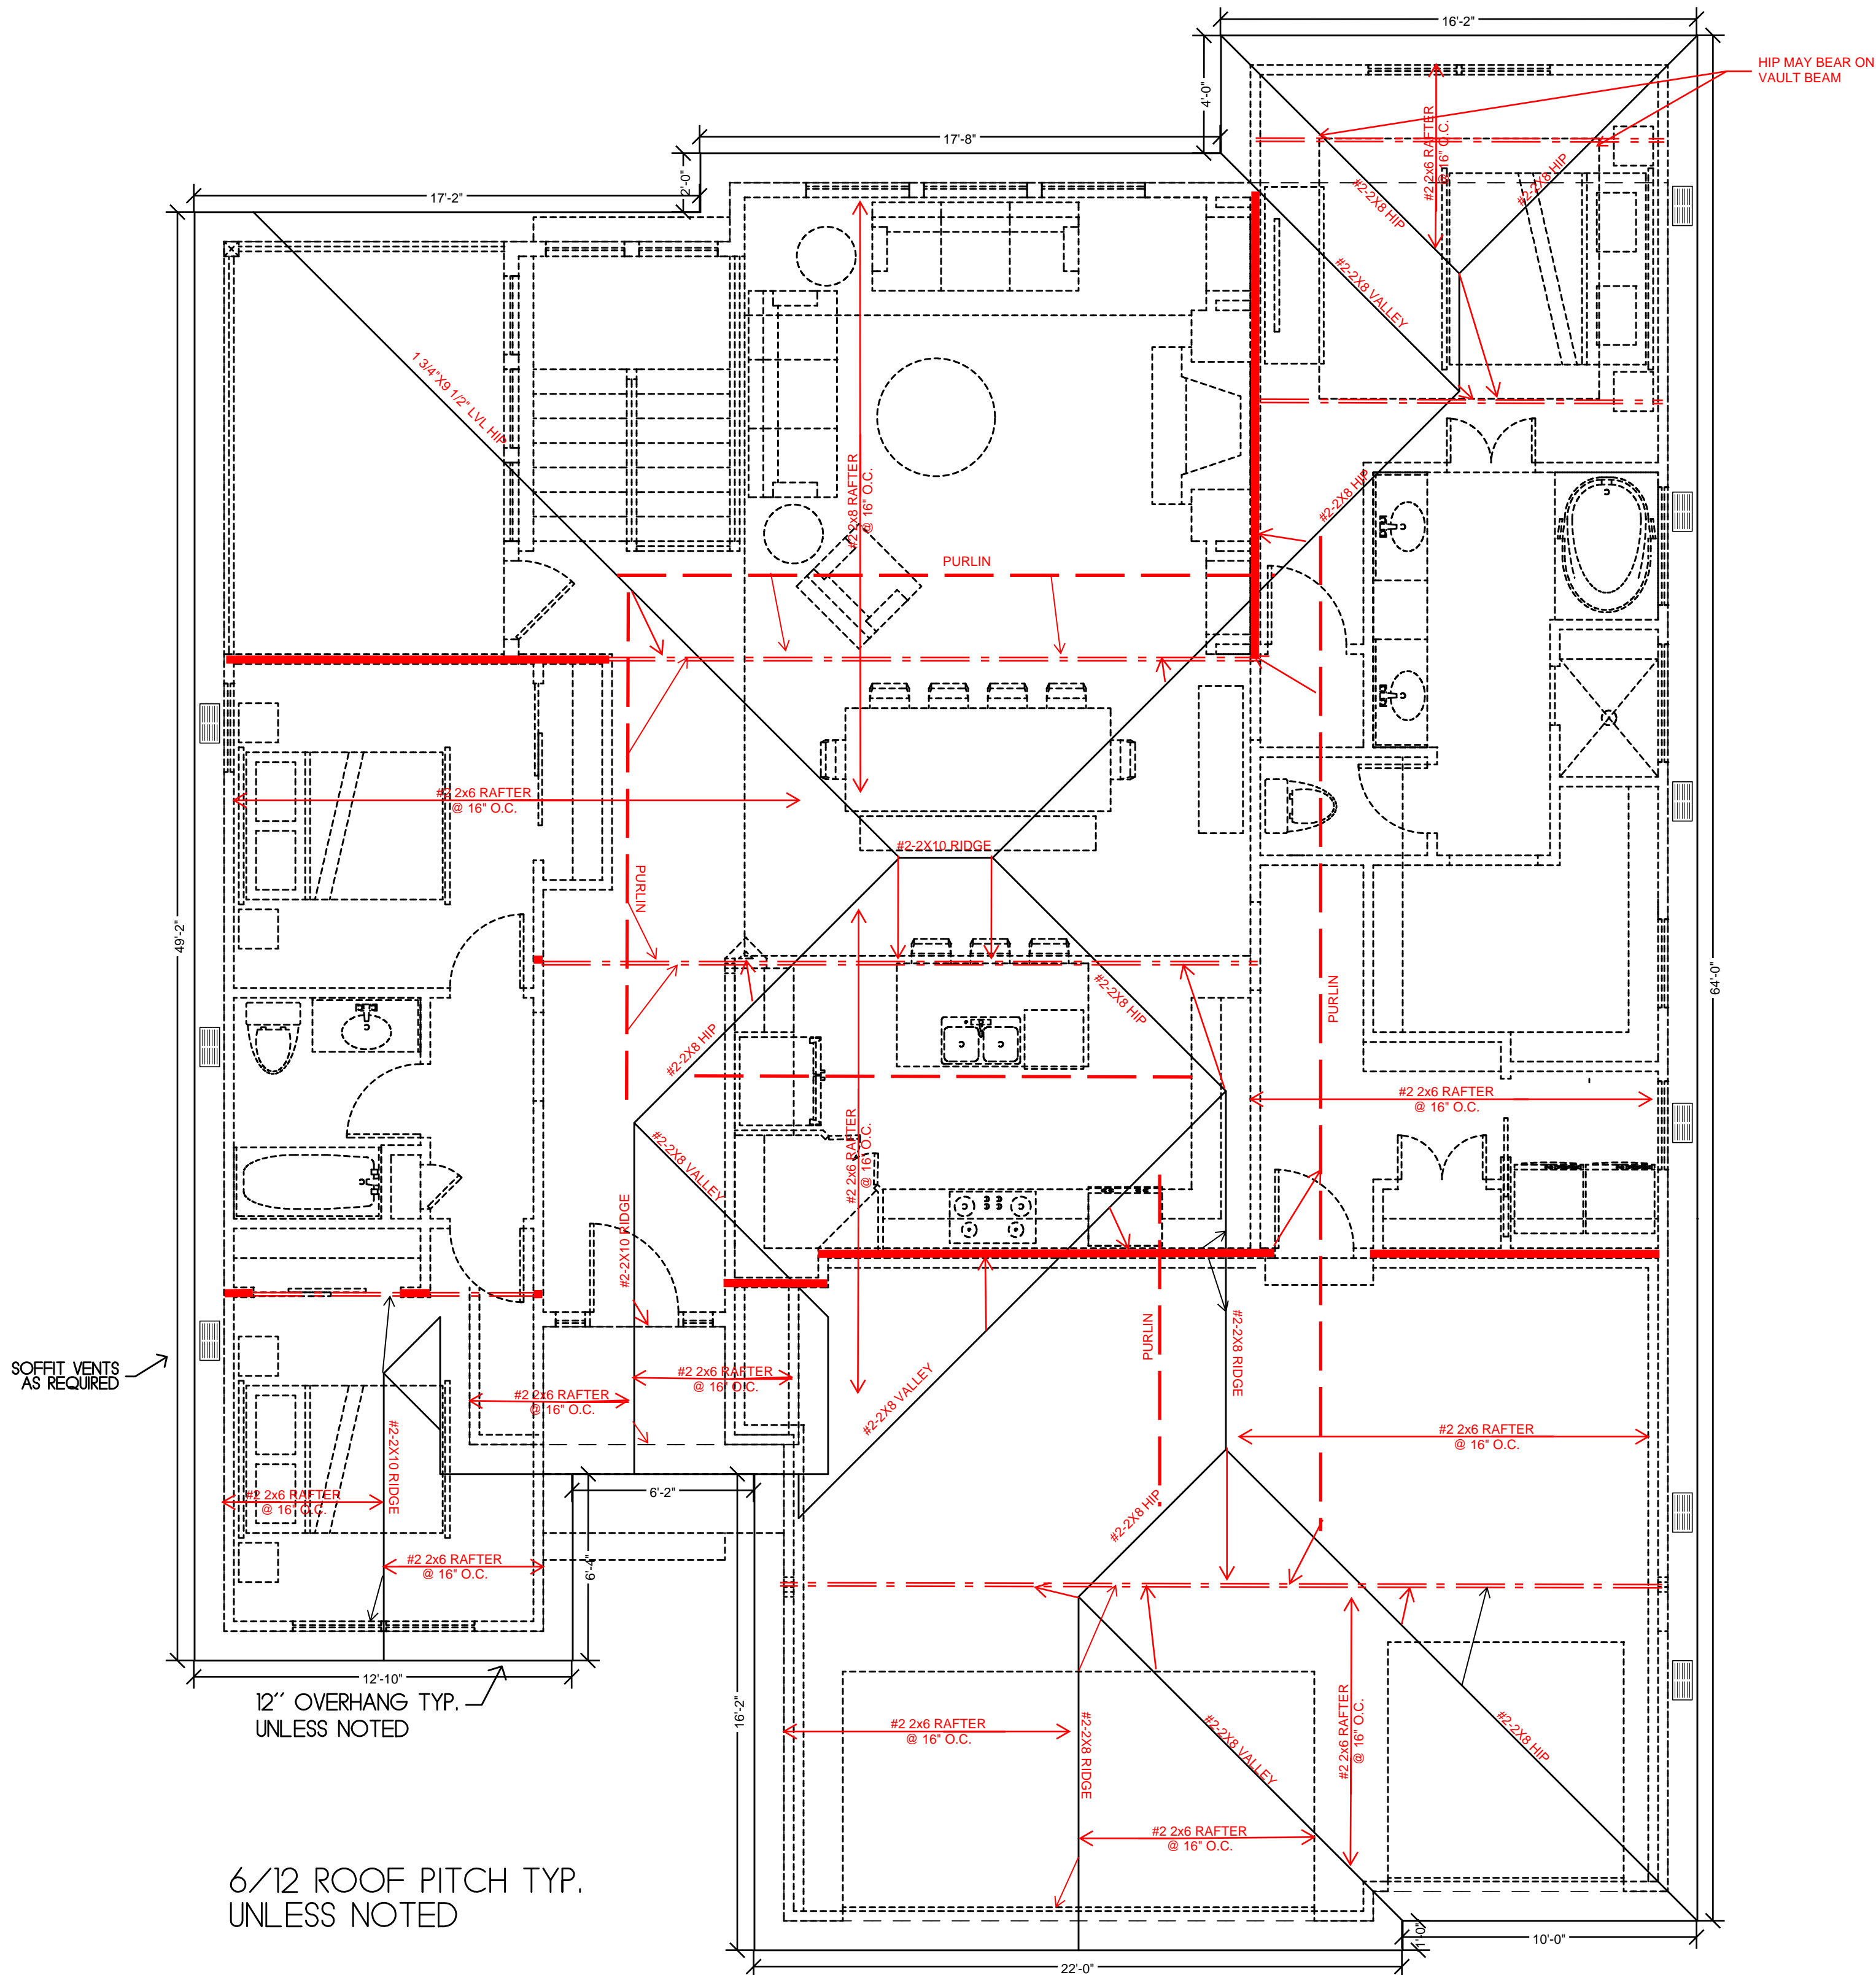 16'-2"
HIP MAY BEAR ON
VAULT BEAM
4'-0"
17'-8"
#2 2x6 RAFTER
@ 16" O.C.
2'-0"
17'-2"
#2-2X8 HIP
#2-2X8 HIP
#2-2X8 VALLEY
1 3/4"X9 1/2" LVL HIP
#2 2x8 RAFTER
@ 16" O.C.
#2-2X8 HIP
PURLIN
#2 2x6 RAFTER
@ 16" O.C.
#2-2X10 RIDGE
PURLIN
49'-2"
64'-0"
#2-2X8 HIP
PURLIN
#2-2X8 HIP
#2 2x6 RAFTER
@ 16" O.C.
#2-2X8 VALLEY
#2 2x6 RAFTER
@ 16" O.C.
#2-2X10 RIDGE
PURLIN
#2-2X8 RIDGE
SOFFIT VENTS
AS REQUIRED
#2 2x6 RAFTER
@ 16" O.C.
#2 2x6 RAFTER
@ 16" O.C.
#2-2X8 VALLEY
#2 2x6 RAFTER
@ 16" O.C.
#2-2X10 RIDGE
6'-2"
#2 2x6 RAFTER
@ 16" O.C.
#2-2X8 HIP
#2 2x6 RAFTER
@ 16" O.C.
6'-4"
12'-10"
12" OVERHANG TYP.
UNLESS NOTED
16'-2"
#2 2x6 RAFTER
@ 16" O.C.
#2-2X8 RIDGE
#2-2X8 VALLEY
#2 2x6 RAFTER
@ 16" O.C.
#2-2X8 HIP
#2 2x6 RAFTER
@ 16" O.C.
6/12 ROOF PITCH TYP.
UNLESS NOTED
1'-0"
10'-0"
22'-0"